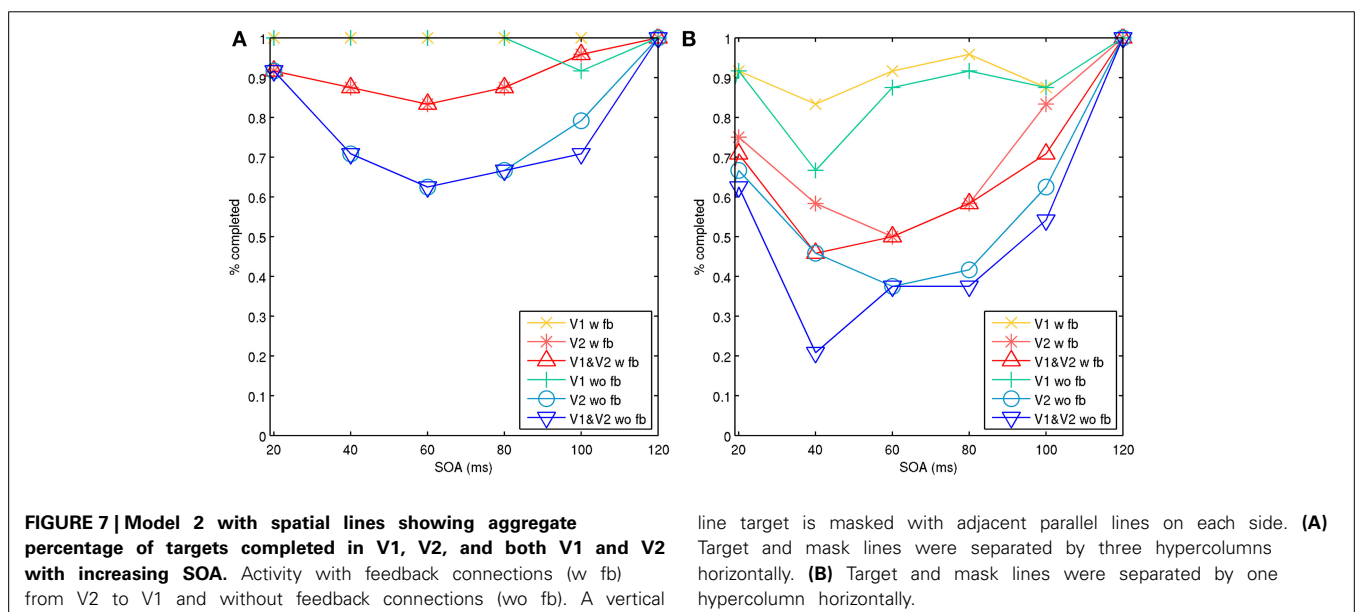 A
1
0.9
0.8
0.7
0.6
0.5
0.4
0.3
0.2
0.1
0
% completed
20 40 60 80 100 120
SOA (ms)
V1 w fb
V2 w fb
V1&V2 w fb
V1 wo fb
V2 wo fb
V1&V2 wo fb
B
1
0.9
0.8
0.7
0.6
0.5
0.4
0.3
0.2
0.1
0
% completed
20 40 60 80 100 120
SOA (ms)
V1 w fb
V2 w fb
V1&V2 w fb
V1 wo fb
V2 wo fb
V1&V2 wo fb
FIGURE 7 | Model 2 with spatial lines showing aggregate
percentage of targets completed in V1, V2, and both V1 and V2
with increasing SOA. Activity with feedback connections (w fb)
from V2 to V1 and without feedback connections (wo fb). A vertical
line target is masked with adjacent parallel lines on each side. (A)
Target and mask lines were separated by three hypercolumns
horizontally. (B) Target and mask lines were separated by one
hypercolumn horizontally.